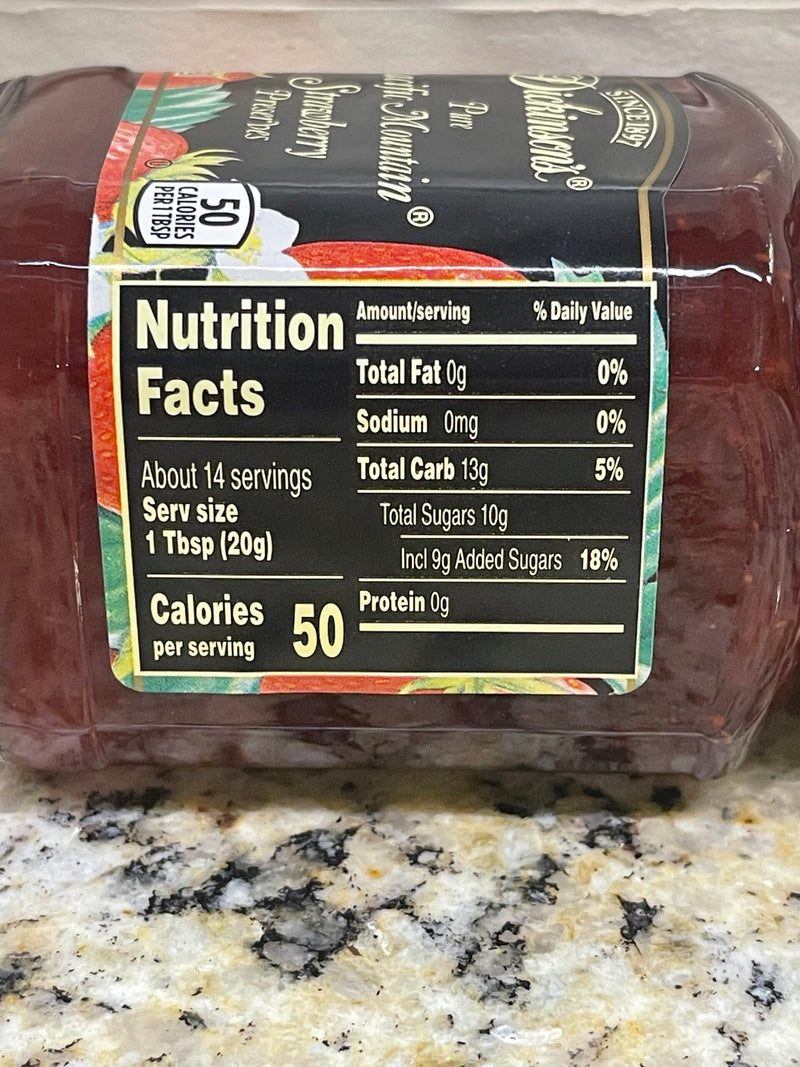 SINCE 1897
Dickinson's®
Pure
Mountain®
Strawberry
Preserves
50
CALORIES
PER 1 TBSP
Nutrition
Facts
About 14 servings
Serv size
1 Tbsp (20g)
Calories
per serving
50
Amount/serving % Daily Value
Total Fat 0g 0%
Sodium 0mg 0%
Total Carb 13g 5%
Total Sugars 10g
Incl 9g Added Sugars 18%
Protein 0g